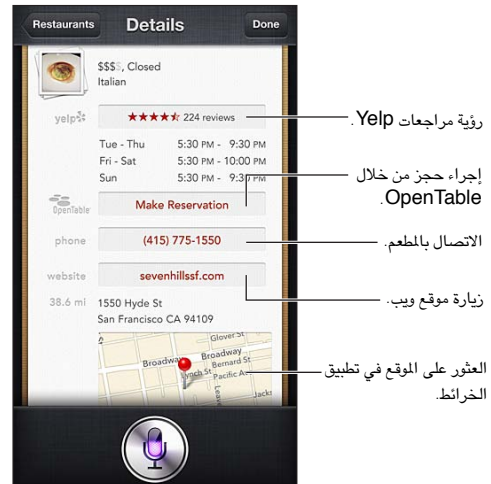 Restaurants
Details
Done
$$$$, Closed
Italian
yelp
224 reviews
Tue - Thu 5:30 PM - 9:30 PM
Fri - Sat 5:30 PM - 10:00 PM
Sun 5:30 PM - 9:30 PM
OpenTable
Make Reservation
phone
(415) 775-1550
website
sevenhillssf.com
38.6 mi
1550 Hyde St
San Francisco CA 94109
Glover St
Broadway
Broadway
Bernard St
Lynch St
Pacific A
Leave
Jacks
رؤية مراجعات Yelp.
إجراء حجز من خلال
OpenTable.
الاتصال بالمطعم.
زيارة موقع ويب.
العثور على الموقع في تطبيق
الخرائط.